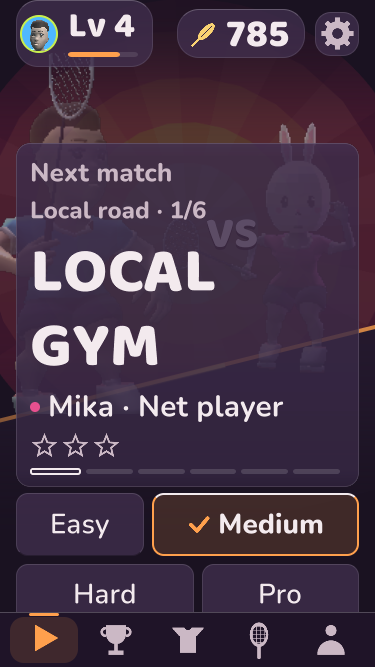 Lv 4
785
Next match
Local road · 1/6
VS
LOCAL
GYM
Mika · Net player
Easy
Medium
Hard
Pro